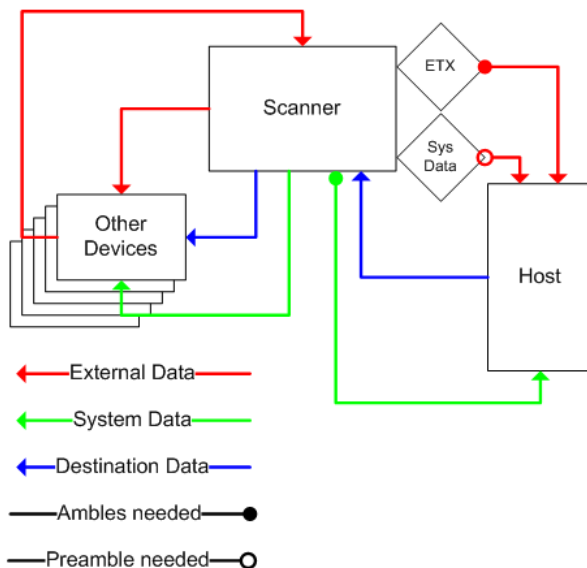 ETX
Scanner
Sys
Data
Other
Devices
Host
External Data
System Data
Destination Data
Ambles needed
Preamble needed